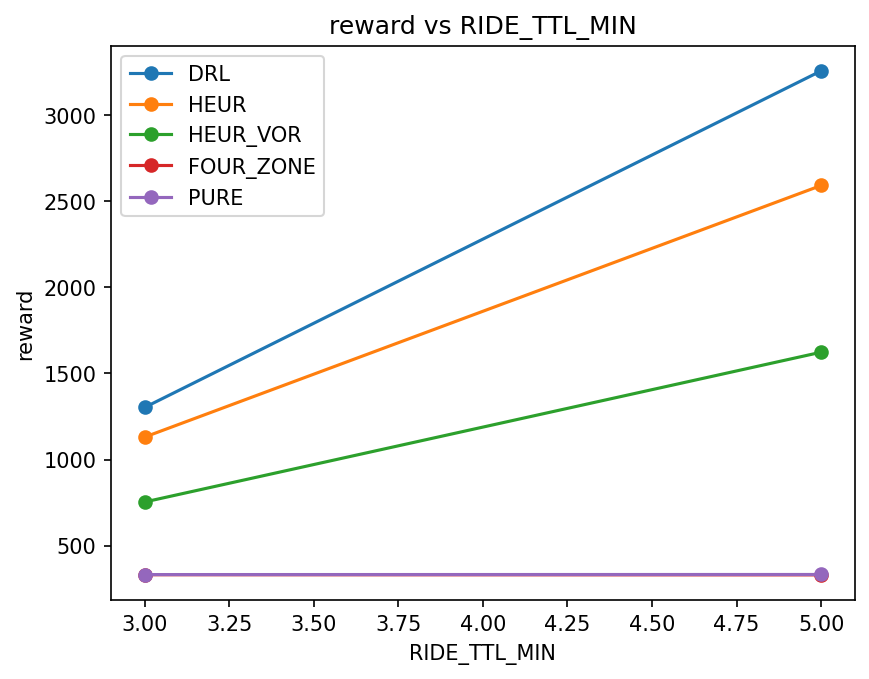 reward vs RIDE_TTL_MIN
DRL
HEUR
HEUR_VOR
FOUR_ZONE
PURE
3000
2500
2000
1500
1000
500
reward
3.00 3.25 3.50 3.75 4.00 4.25 4.50 4.75 5.00
RIDE_TTL_MIN